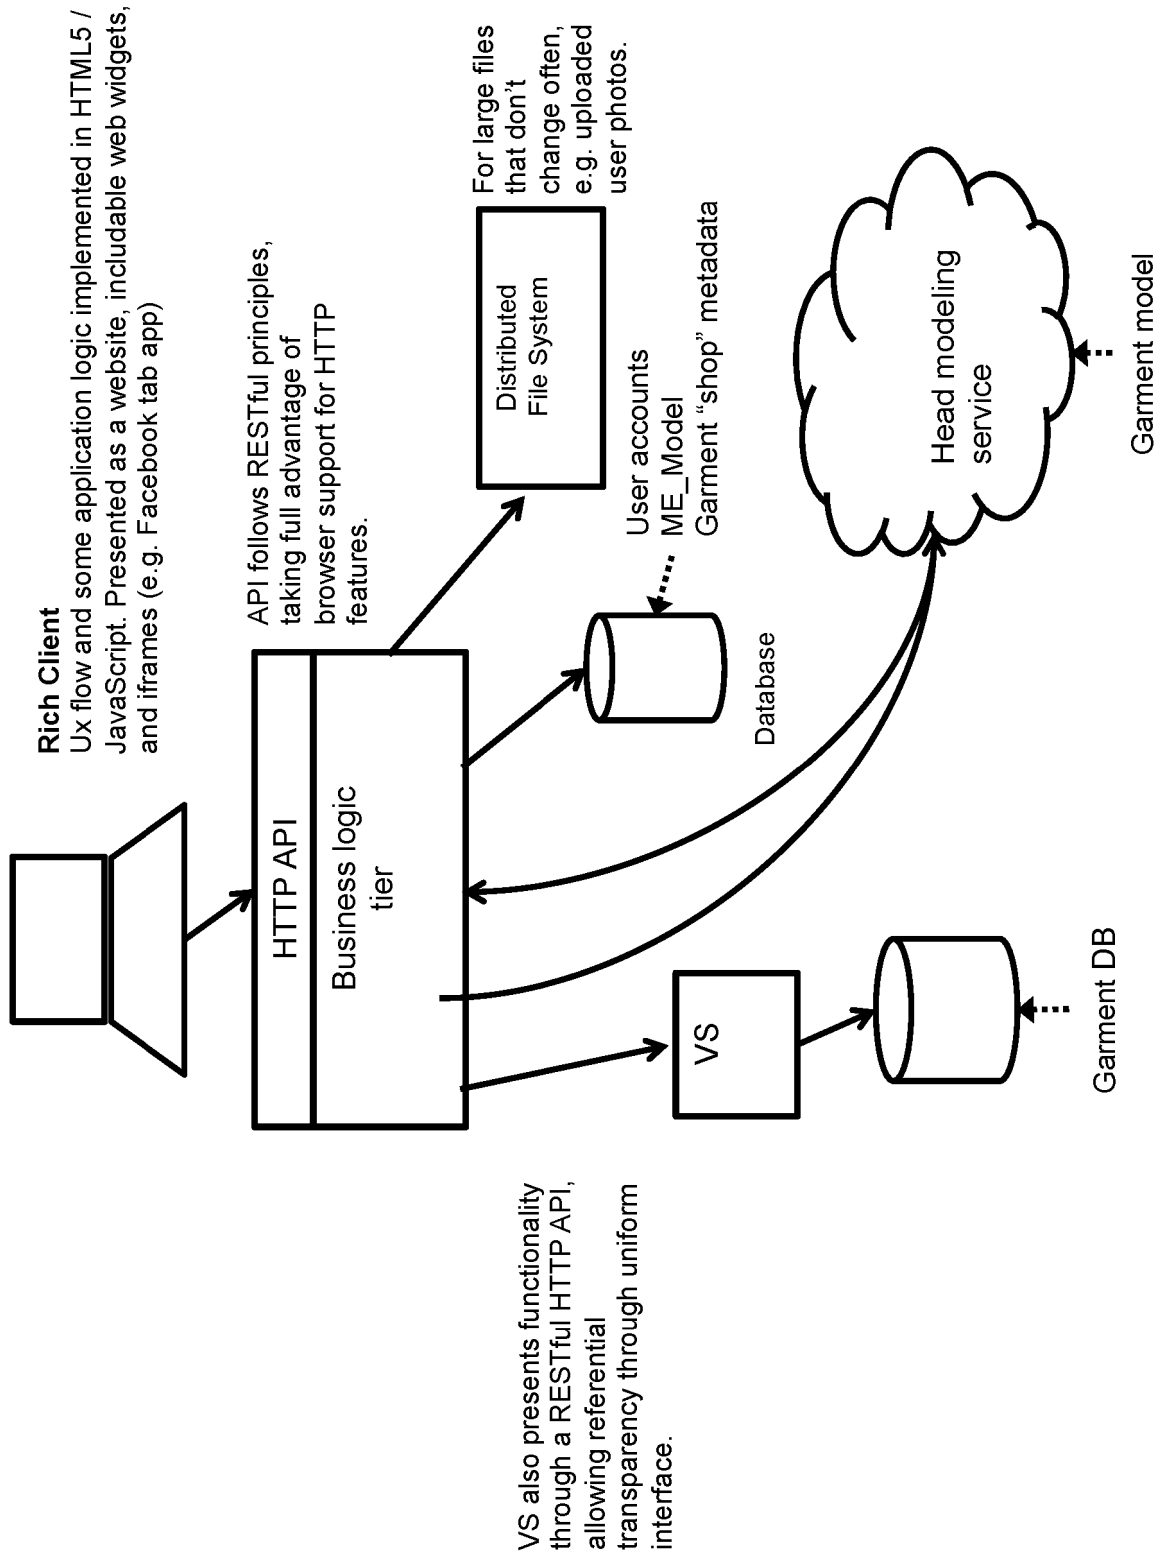 Rich Client
Ux flow and some application logic implemented in HTML5 /
JavaScript. Presented as a website, includable web widgets,
and iframes (e.g. Facebook tab app)
HTTP API
Business logic
tier
API follows RESTful principles,
taking full advantage of
browser support for HTTP
features.
Distributed
File System
For large files
that don't
change often,
e.g. uploaded
user photos.
VS also presents functionality
through a RESTful HTTP API,
allowing referential
transparency through uniform
interface.
VS
Database
User accounts
ME_Model
Garment “shop” metadata
Head modeling
service
Garment DB
Garment model